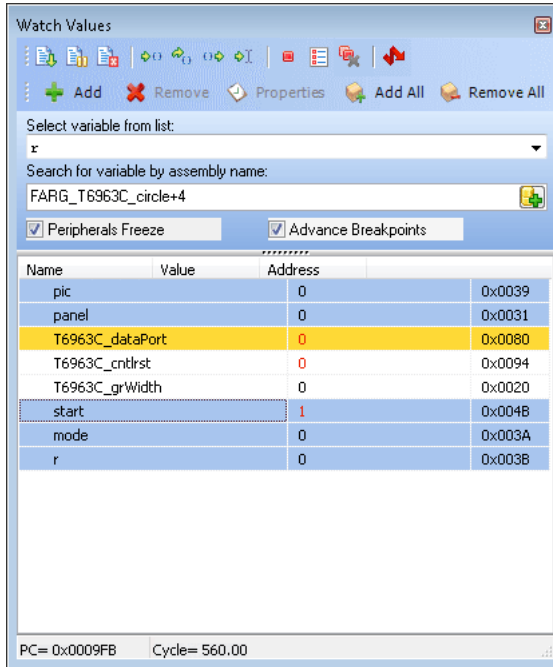 Watch Values
Add Remove Properties Add All Remove All
Select variable from list:
r
Search for variable by assembly name:
FARG_T6963C_circle+4
Peripherals Freeze Advance Breakpoints
Name Value Address
pic 0 0x0039
panel 0 0x0031
T6963C_dataPort 0 0x0080
T6963C_cntlrst 0 0x0094
T6963C_grWidth 0 0x0020
start 1 0x004B
mode 0 0x003A
r 0 0x003B
PC= 0x0009FB Cycle= 560.00